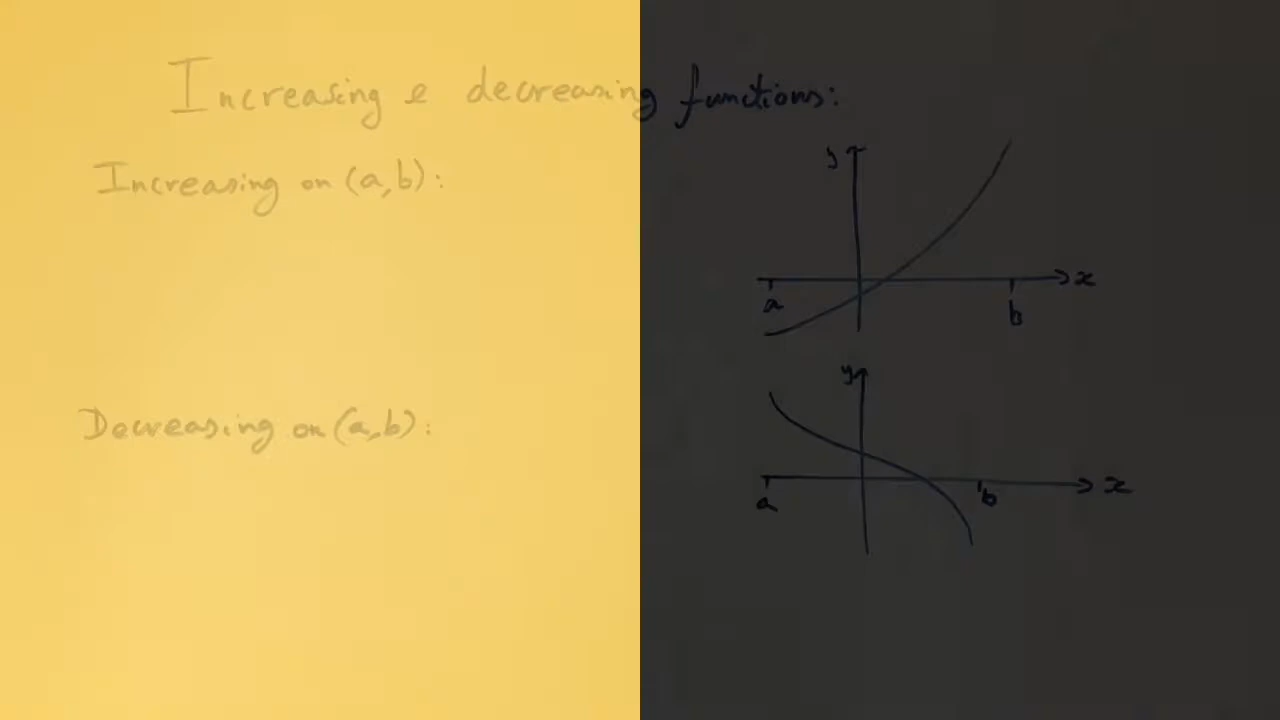 Increasing & decreasing functions:
Increasing on (a,b):
y
x
a
b
Decreasing on (a,b):
y
x
a
b